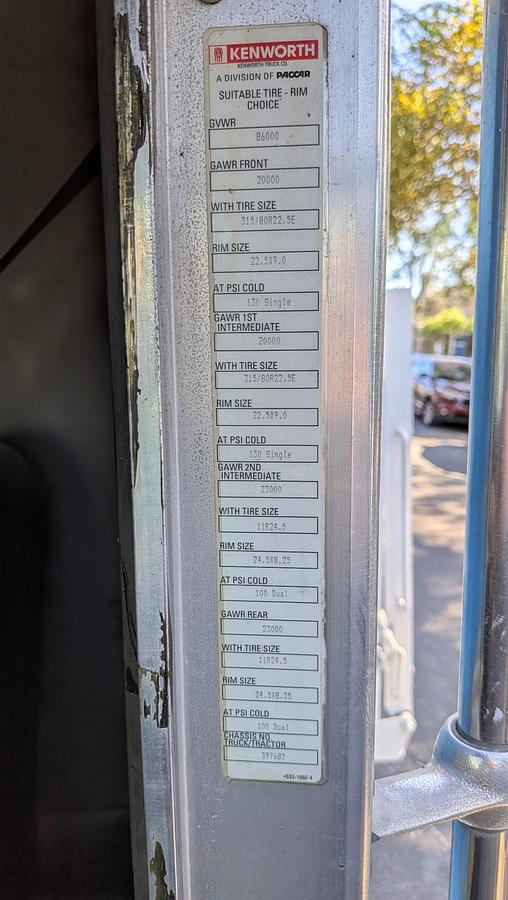 KENWORTH
KENWORTH TRUCK CO.
A DIVISION OF PACCAR
SUITABLE TIRE - RIM
CHOICE
GVWR
86000
GAWR FRONT
20000
WITH TIRE SIZE
315/80R22.5E
RIM SIZE
22.5X9.0
AT PSI COLD
130 Single
GAWR 1ST
INTERMEDIATE
20000
WITH TIRE SIZE
315/80R22.5E
RIM SIZE
22.5X9.0
AT PSI COLD
130 Single
GAWR 2ND
INTERMEDIATE
23000
WITH TIRE SIZE
11R24.5
RIM SIZE
24.5X8.25
AT PSI COLD
100 Dual
GAWR REAR
23000
WITH TIRE SIZE
11R24.5
RIM SIZE
24.5X8.25
AT PSI COLD
100 Dual
CHASSIS NO.
TRUCK/TRACTOR
397682
•S93-1092-4